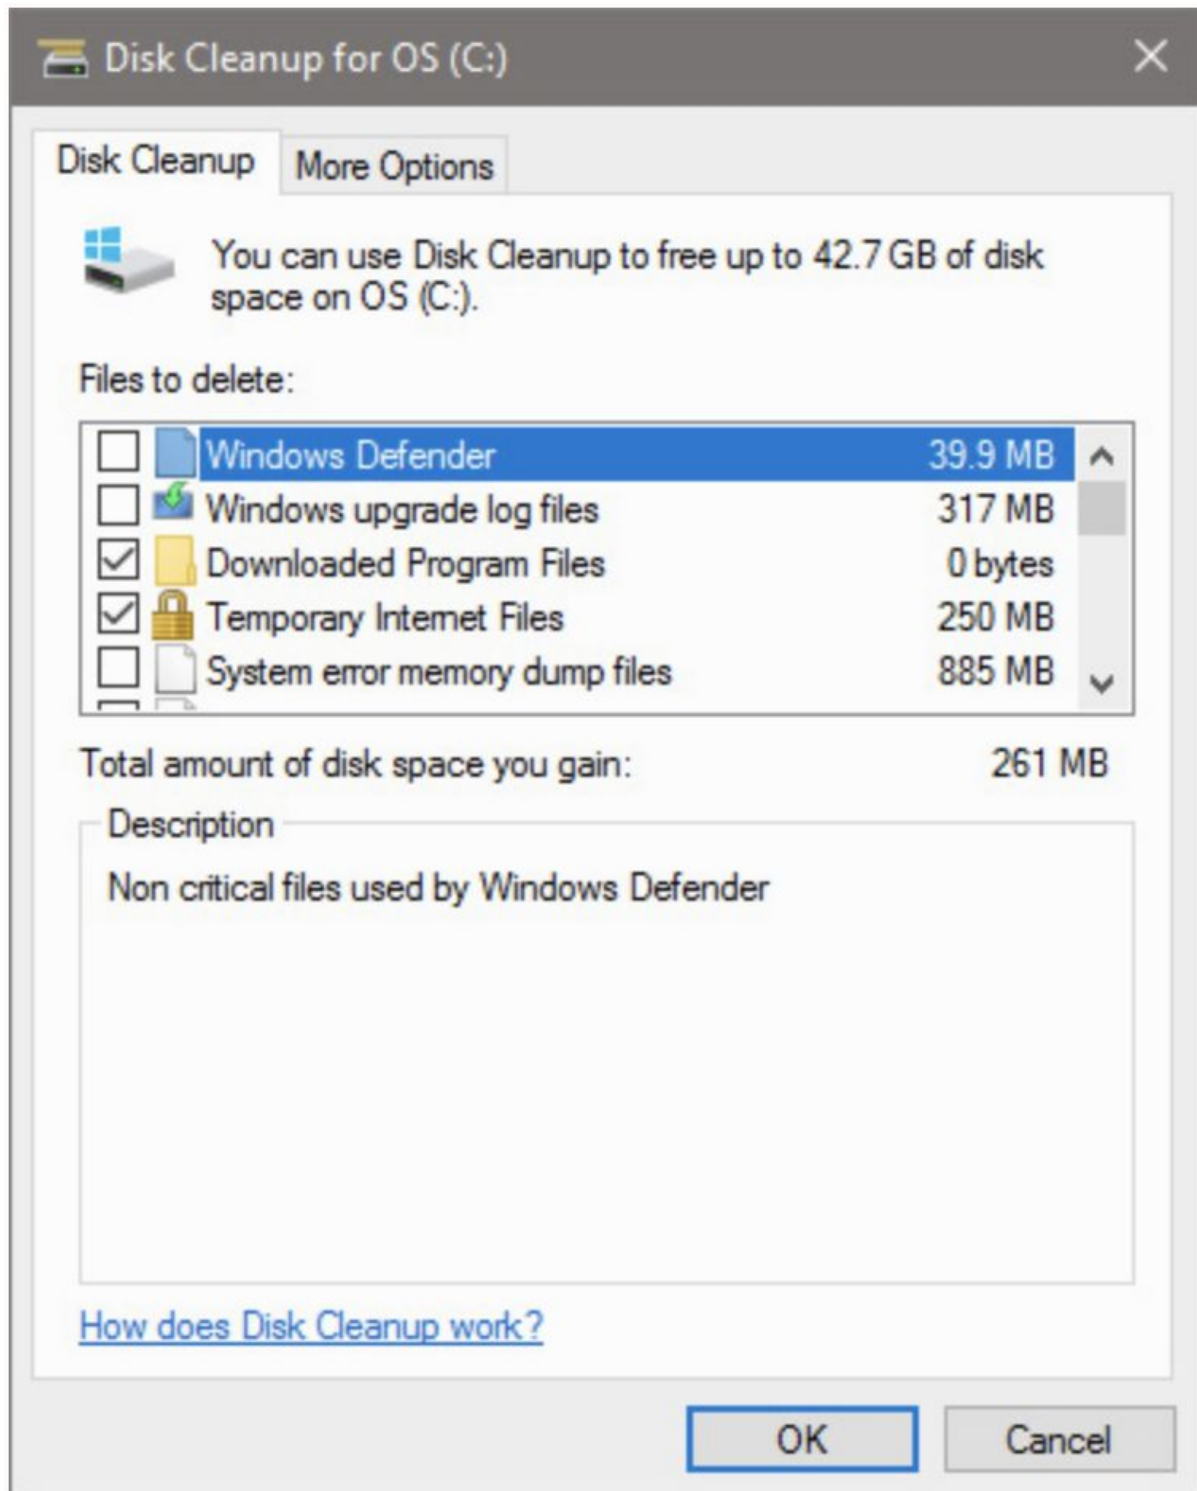 Disk Cleanup for OS (C:)
Disk Cleanup
More Options
You can use Disk Cleanup to free up to 42.7 GB of disk
space on OS (C:).
Files to delete:
Windows Defender 39.9 MB
Windows upgrade log files 317 MB
Downloaded Program Files 0 bytes
Temporary Internet Files 250 MB
System error memory dump files 885 MB
Total amount of disk space you gain: 261 MB
Description
Non critical files used by Windows Defender
How does Disk Cleanup work?
OK
Cancel